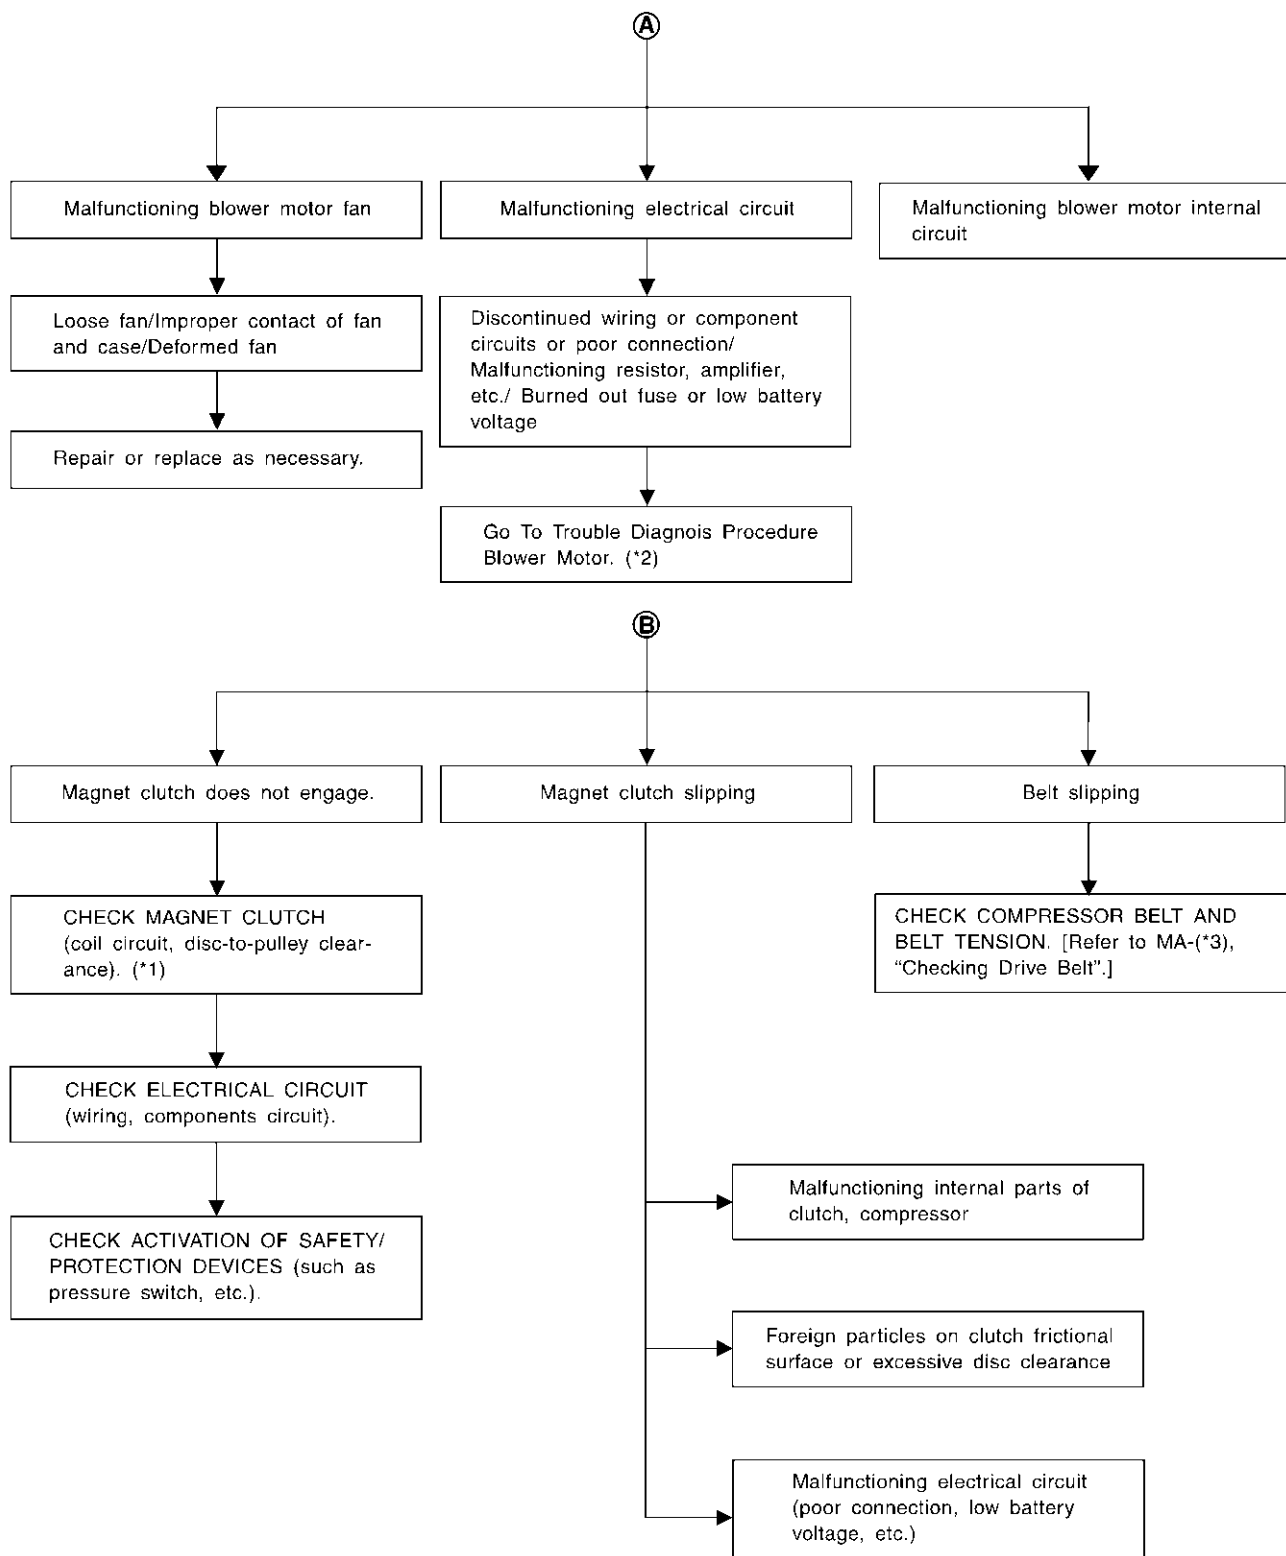 A
Malfunctioning blower motor fan
Malfunctioning electrical circuit
Malfunctioning blower motor internal
circuit
Loose fan/Improper contact of fan
and case/Deformed fan
Discontinued wiring or component
circuits or poor connection/
Malfunctioning resistor, amplifier,
etc./ Burned out fuse or low battery
voltage
Repair or replace as necessary.
Go To Trouble Diagnois Procedure
Blower Motor. (*2)
B
Magnet clutch does not engage.
Magnet clutch slipping
Belt slipping
CHECK MAGNET CLUTCH
(coil circuit, disc-to-pulley clear-
ance). (*1)
CHECK COMPRESSOR BELT AND
BELT TENSION. [Refer to MA-(*3),
“Checking Drive Belt”.]
CHECK ELECTRICAL CIRCUIT
(wiring, components circuit).
CHECK ACTIVATION OF SAFETY/
PROTECTION DEVICES (such as
pressure switch, etc.).
Malfunctioning internal parts of
clutch, compressor
Foreign particles on clutch frictional
surface or excessive disc clearance
Malfunctioning electrical circuit
(poor connection, low battery
voltage, etc.)